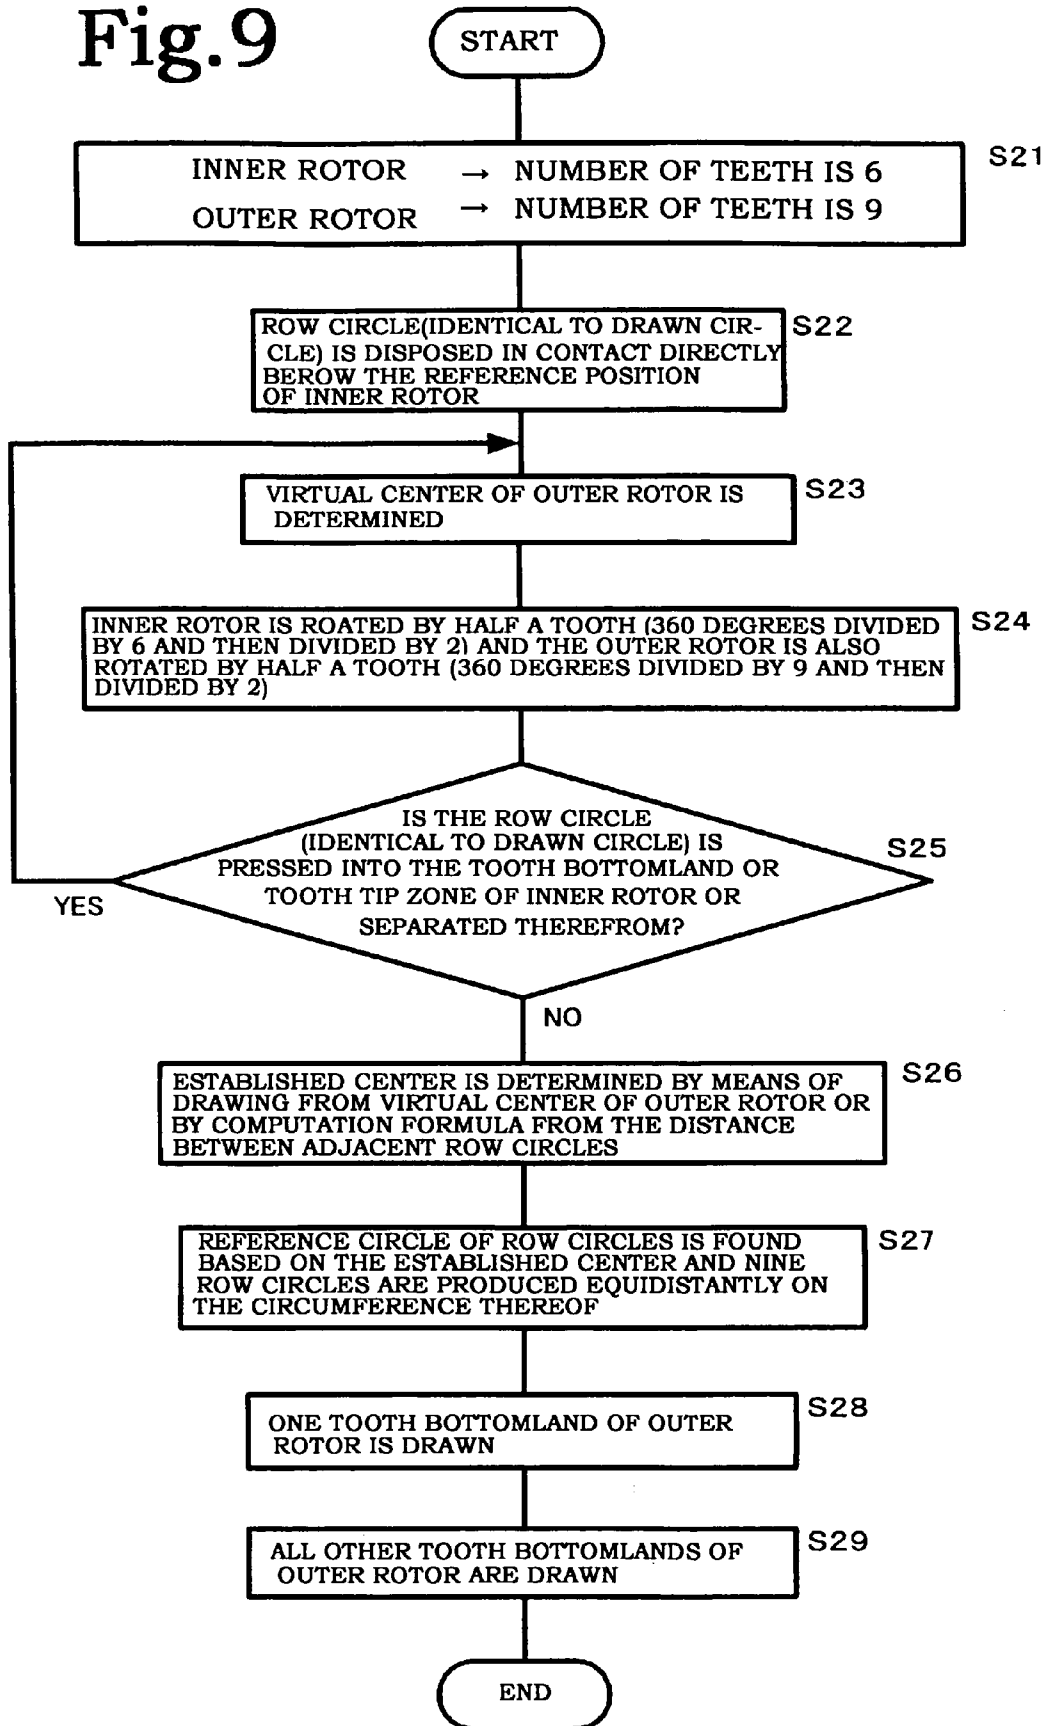 Fig.9
START
S21
INNER ROTOR → NUMBER OF TEETH IS 6
OUTER ROTOR → NUMBER OF TEETH IS 9
S22
ROW CIRCLE(IDENTICAL TO DRAWN CIR-
CLE) IS DISPOSED IN CONTACT DIRECTLY
BEROW THE REFERENCE POSITION
OF INNER ROTOR
S23
VIRTUAL CENTER OF OUTER ROTOR IS
DETERMINED
S24
INNER ROTOR IS ROATED BY HALF A TOOTH (360 DEGREES DIVIDED
BY 6 AND THEN DIVIDED BY 2) AND THE OUTER ROTOR IS ALSO
ROTATED BY HALF A TOOTH (360 DEGREES DIVIDED BY 9 AND THEN
DIVIDED BY 2)
S25
IS THE ROW CIRCLE
(IDENTICAL TO DRAWN CIRCLE) IS
PRESSED INTO THE TOOTH BOTTOMLAND OR
TOOTH TIP ZONE OF INNER ROTOR OR
SEPARATED THEREFROM?
YES
NO
S26
ESTABLISHED CENTER IS DETERMINED BY MEANS OF
DRAWING FROM VIRTUAL CENTER OF OUTER ROTOR OR
BY COMPUTATION FORMULA FROM THE DISTANCE
BETWEEN ADJACENT ROW CIRCLES
S27
REFERENCE CIRCLE OF ROW CIRCLES IS FOUND
BASED ON THE ESTABLISHED CENTER AND NINE
ROW CIRCLES ARE PRODUCED EQUIDISTANTLY ON
THE CIRCUMFERENCE THEREOF
S28
ONE TOOTH BOTTOMLAND OF OUTER
ROTOR IS DRAWN
S29
ALL OTHER TOOTH BOTTOMLANDS OF
OUTER ROTOR ARE DRAWN
END